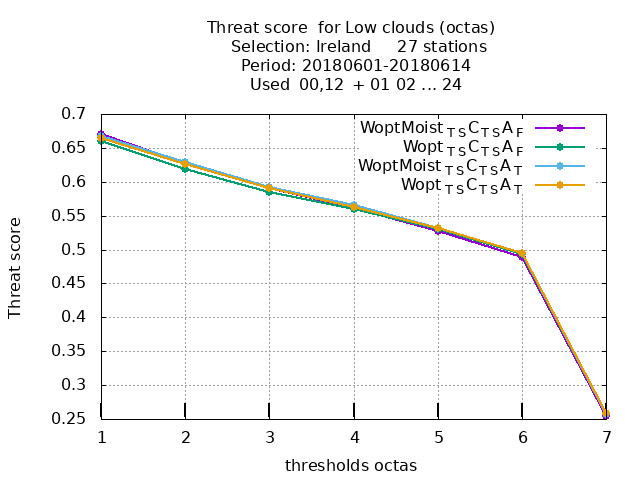 Threat score  for Low clouds (octas)
Selection: Ireland     27 stations
Period: 20180601-20180614
Used  00,12  + 01 02 ... 24
WoptMoist TS C TS A F
Wopt TS C TS A F
WoptMoist TS C TS A T
Wopt TS C TS A T
Threat score
0.7
0.65
0.6
0.55
0.5
0.45
0.4
0.35
0.3
0.25
1 2 3 4 5 6 7
thresholds octas